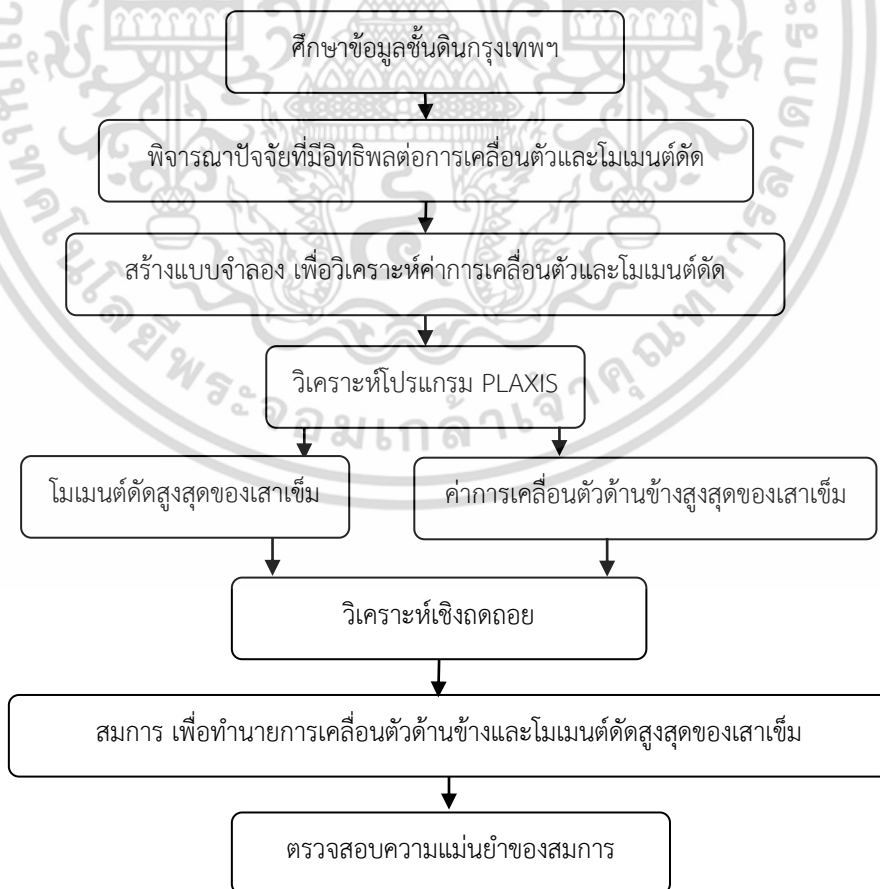 ศึกษาข้อมูลชั้นดินกรุงเทพฯ
พิจารณาปัจจัยที่มีอิทธิพลต่อการเคลื่อนตัวและโมเมนต์ดัด
สร้างแบบจำลอง เพื่อวิเคราะห์ค่าการเคลื่อนตัวและโมเมนต์ดัด
วิเคราะห์โปรแกรม PLAXIS
โมเมนต์ดัดสูงสุดของเสาเข็ม
ค่าการเคลื่อนตัวด้านข้างสูงสุดของเสาเข็ม
วิเคราะห์เชิงถดถอย
สมการ เพื่อทำนายการเคลื่อนตัวด้านข้างและโมเมนต์ดัดสูงสุดของเสาเข็ม
ตรวจสอบความแม่นยำของสมการ